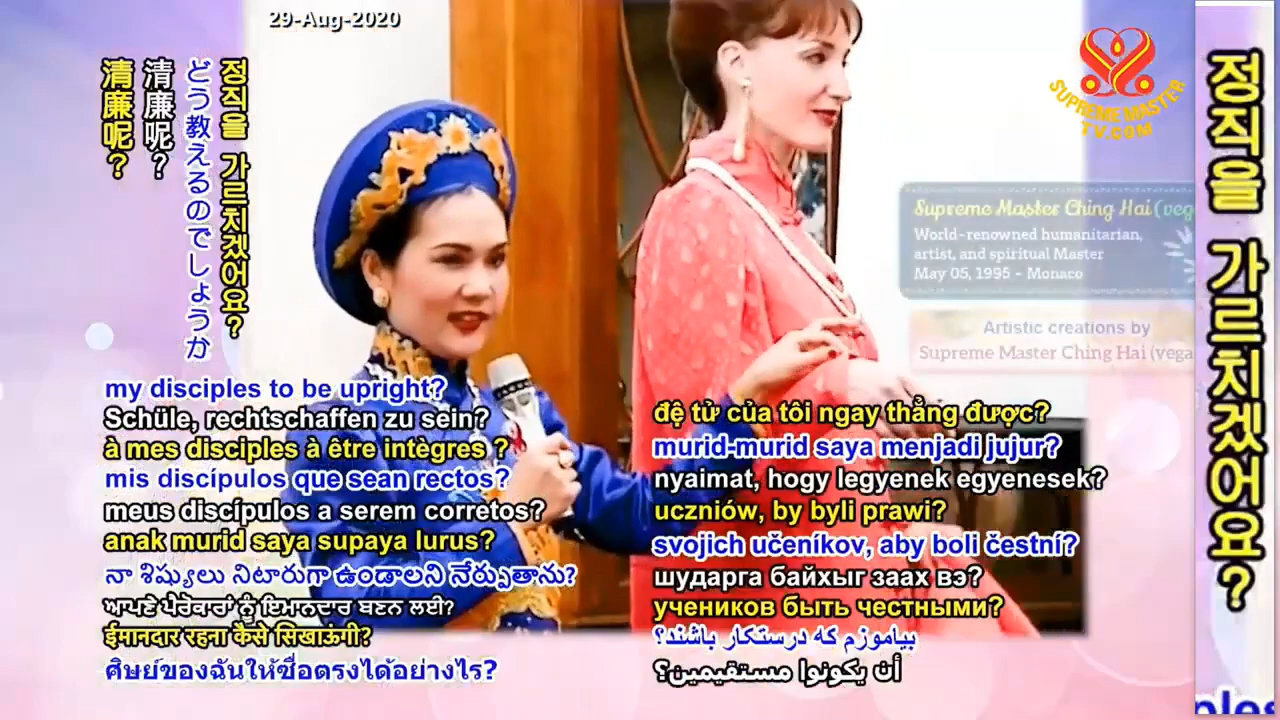 29-Aug-2020
SUPREME MASTER
TV.COM
정직을 가르치겠어요?
どう教えるのでしょうか
清廉呢？
清廉呢？
Supreme Master Ching Hai (veg
World-renowned humanitarian,
artist, and spiritual Master
May 05, 1995 - Monaco
Artistic creations by
Supreme Master Ching Hai (vega
my disciples to be upright?
Schüle, rechtschaffen zu sein?
à mes disciples à être intègres ?
mis discípulos que sean rectos?
meus discípulos a serem corretos?
anak murid saya supaya lurus?
నా శిష్యులు నిటారుగా ఉండాలని నేర్పుతాను?
ਆਪਣੇ ਪੈਰੋਕਾਰਾਂ ਨੂੰ ਇਮਾਨਦਾਰ ਬਣਨ ਲਈ?
ईमानदार रहना कैसे सिखाऊंगी?
ศิษย์ของฉันให้ซื่อตรงได้อย่างไร?
đệ tử của tôi ngay thẳng được?
murid-murid saya menjadi jujur?
nyaimat, hogy legyenek egyenesek?
uczniów, by byli prawi?
svojich učeníkov, aby boli čestní?
шударга байхыг заах вэ?
учеников быть честными?
بیاموزم که درستکار باشند؟
أن يكونوا مستقيمين؟
정직을 가르치겠어요?
ples